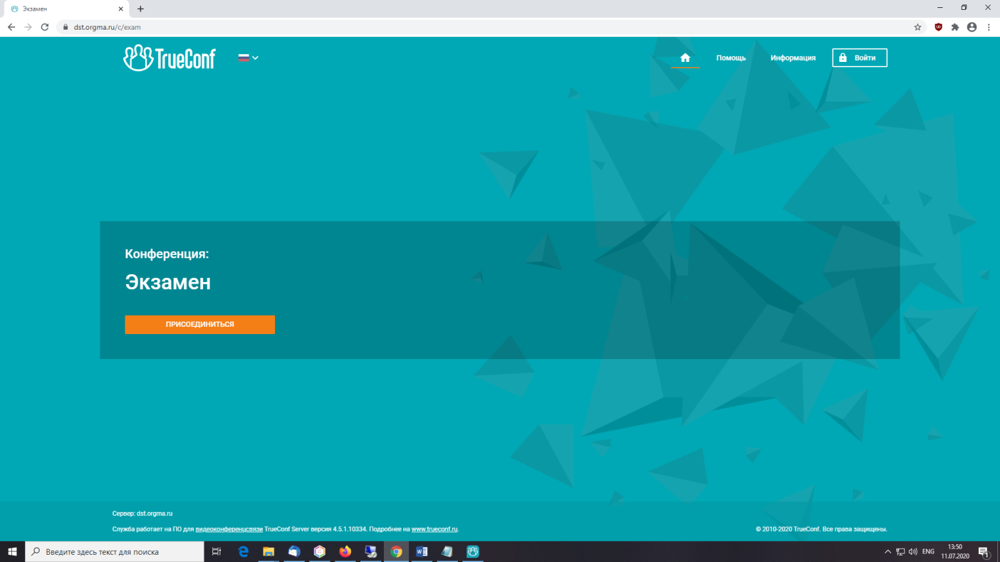 Экзамен
dst.orgma.ru/c/exam
TrueConf
Помощь
Информация
Войти
Конференция:
Экзамен
ПРИСОЕДИНИТЬСЯ
Сервер: dst.orgma.ru
Служба работает на ПО для видеоконференцсвязи TrueConf Server версия 4.5.1.10334. Подробнее на www.trueconf.ru.
© 2010-2020 TrueConf. Все права защищены.
Введите здесь текст для поиска
ENG
13:50
11.07.2020
1